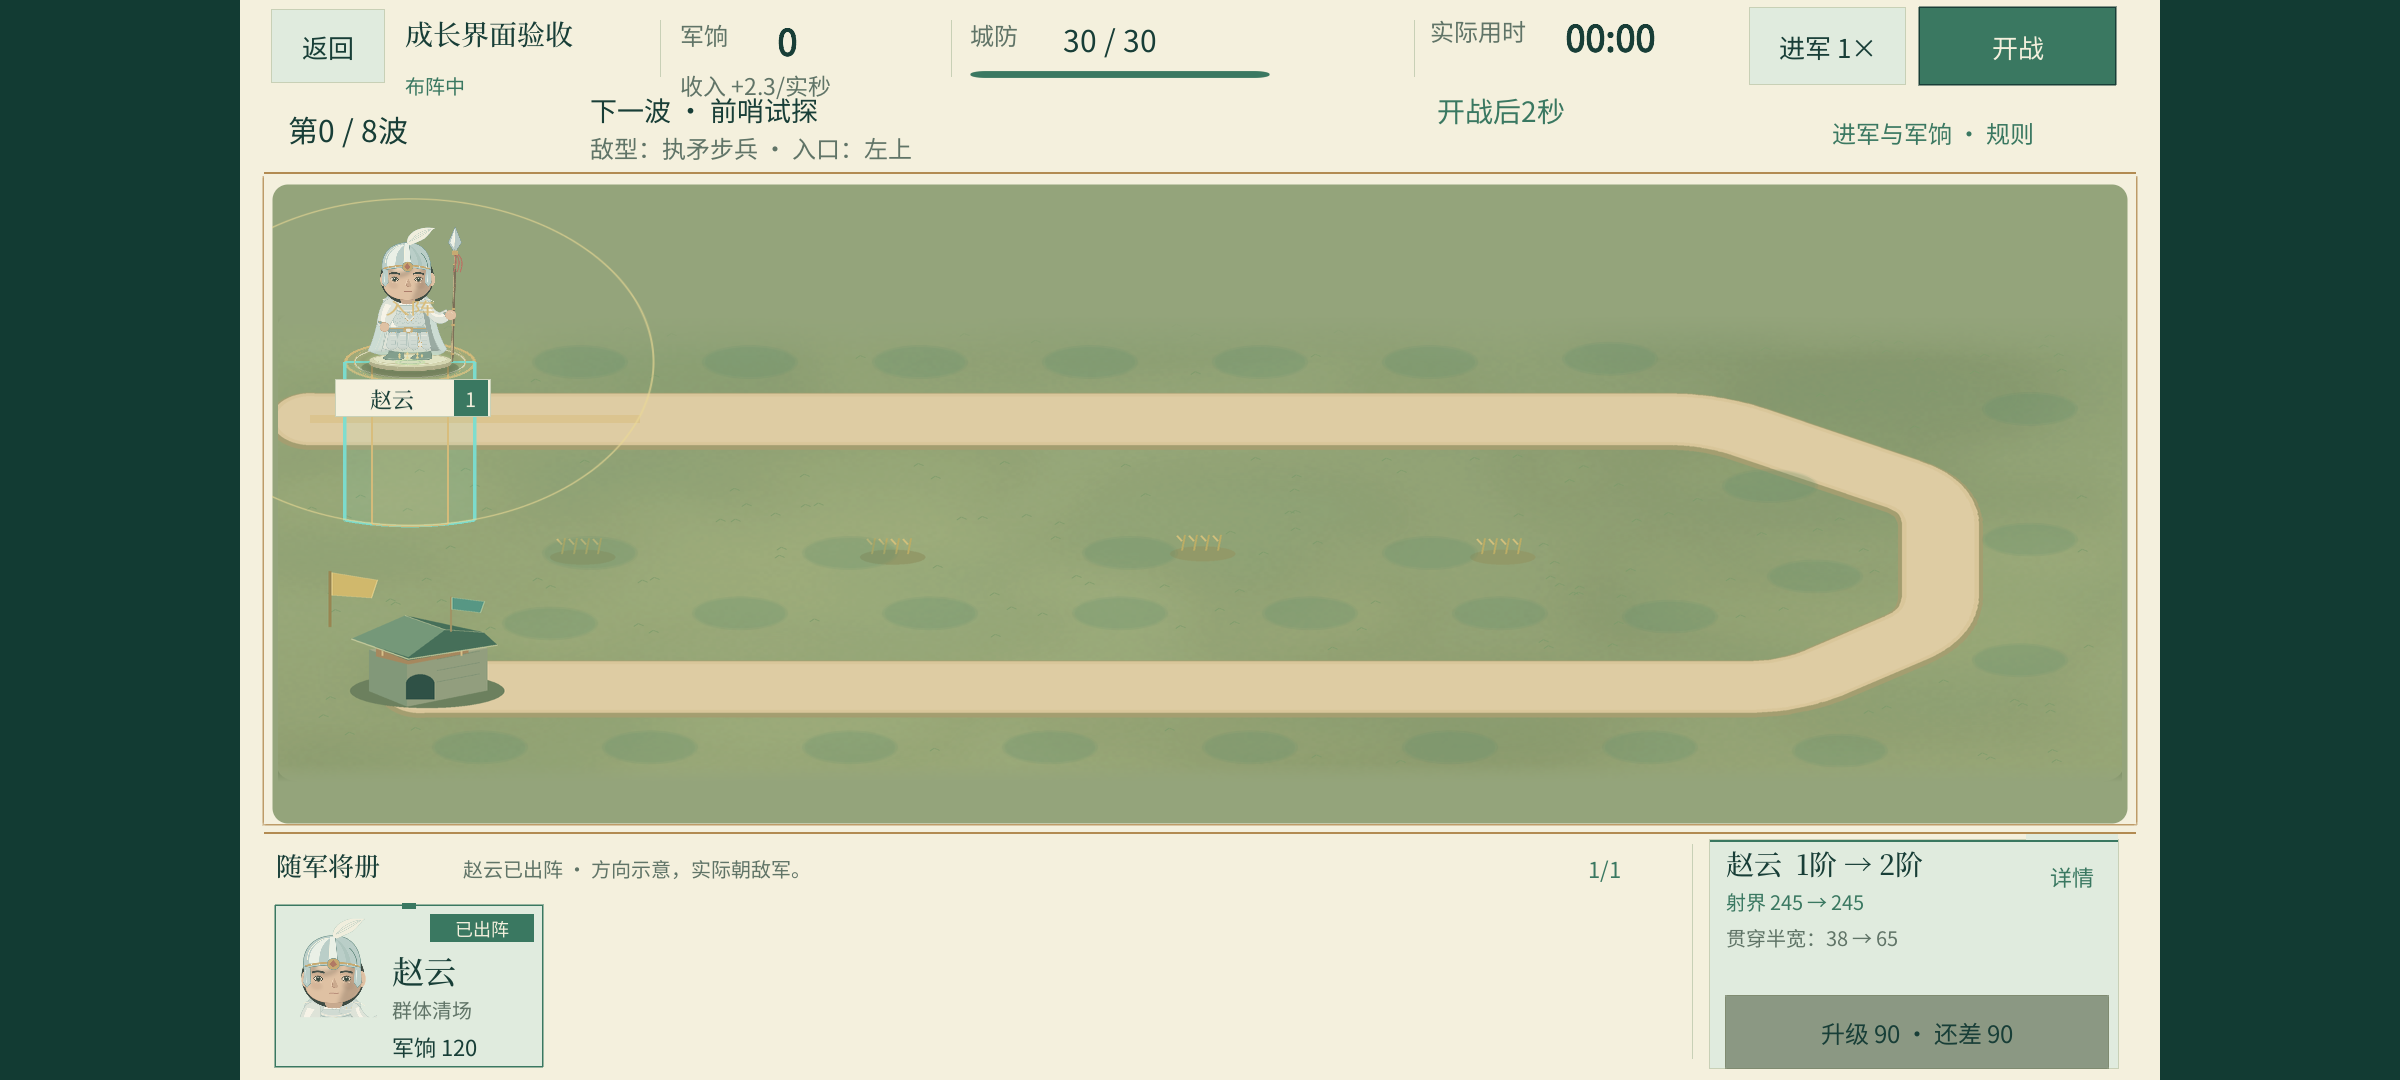 返回
成长界面验收
布阵中
军饷 0
收入 +2.3/实秒
城防 30 / 30
实际用时 00:00
进军 1×
开战
第0 / 8波
下一波 · 前哨试探
敌型：执矛步兵 · 入口：左上
开战后2秒
进军与军饷 · 规则
赵云 1
随军将册
赵云已出阵 · 方向示意，实际朝敌军。
1/1
已出阵
赵云
群体清场
军饷 120
赵云 1阶→2阶
详情
射界 245→245
贯穿半宽：38→65
升级 90 · 还差 90